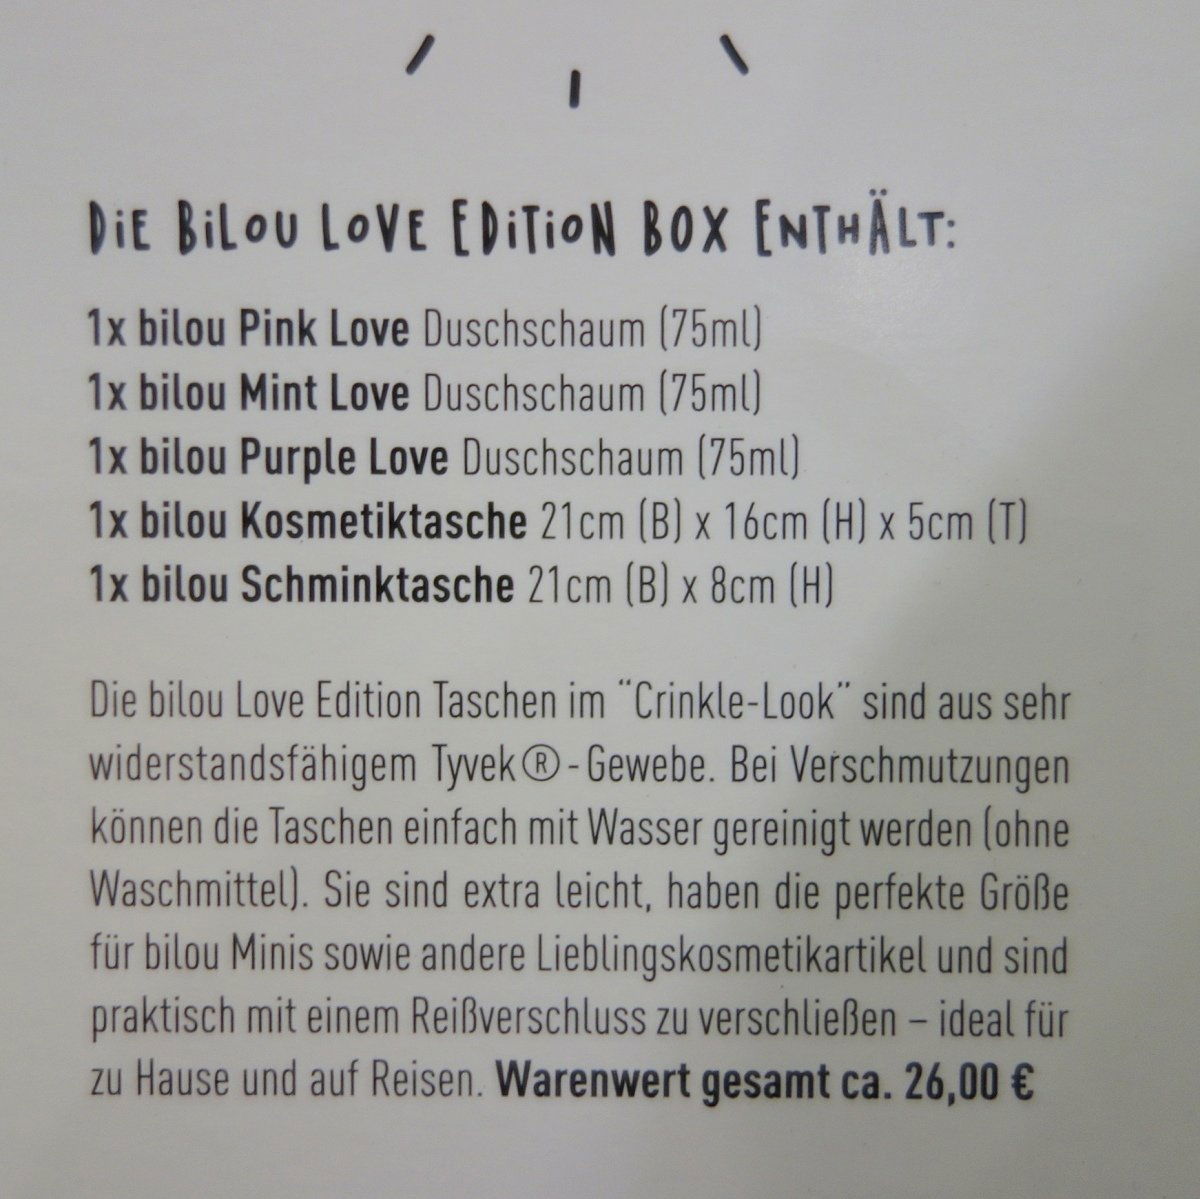 DiE BiLOU LOVE EDiTiON BOX ENTHÄLT:
1x bilou Pink Love Duschschaum (75ml)
1x bilou Mint Love Duschschaum (75ml)
1x bilou Purple Love Duschschaum (75ml)
1x bilou Kosmetiktasche 21cm (B) x 16cm (H) x 5cm (T)
1x bilou Schminktasche 21cm (B) x 8cm (H)
Die bilou Love Edition Taschen im "Crinkle-Look" sind aus sehr
widerstandsfähigem Tyvek®-Gewebe. Bei Verschmutzungen
können die Taschen einfach mit Wasser gereinigt werden (ohne
Waschmittel). Sie sind extra leicht, haben die perfekte Größe
für bilou Minis sowie andere Lieblingskosmetikartikel und sind
praktisch mit einem Reißverschluss zu verschließen – ideal für
zu Hause und auf Reisen. Warenwert gesamt ca. 26,00 €